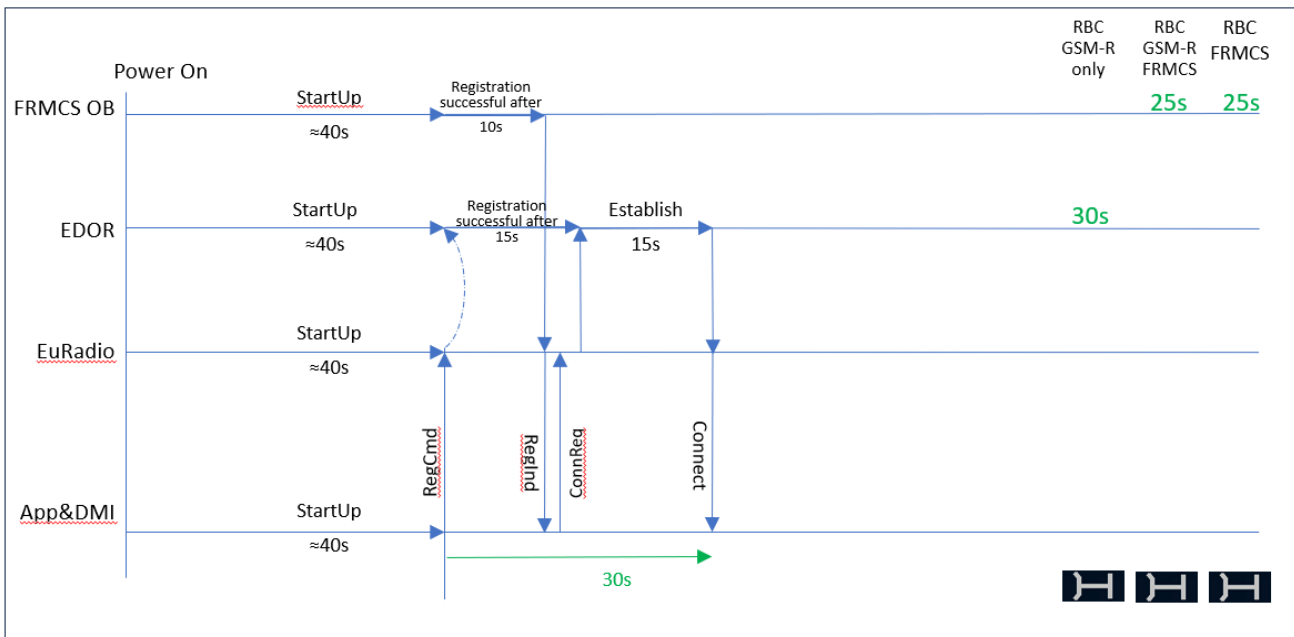 RBC
GSM-R
only
RBC
GSM-R
FRMCS
RBC
FRMCS
Power On
FRMCS OB
StartUp
≈40s
Registration
successful after
10s
25s
25s
EDOR
StartUp
≈40s
Registration
successful after
15s
Establish
15s
30s
EuRadio
StartUp
≈40s
RegCmd
RegInd
ConnReq
Connect
App&DMI
StartUp
≈40s
30s